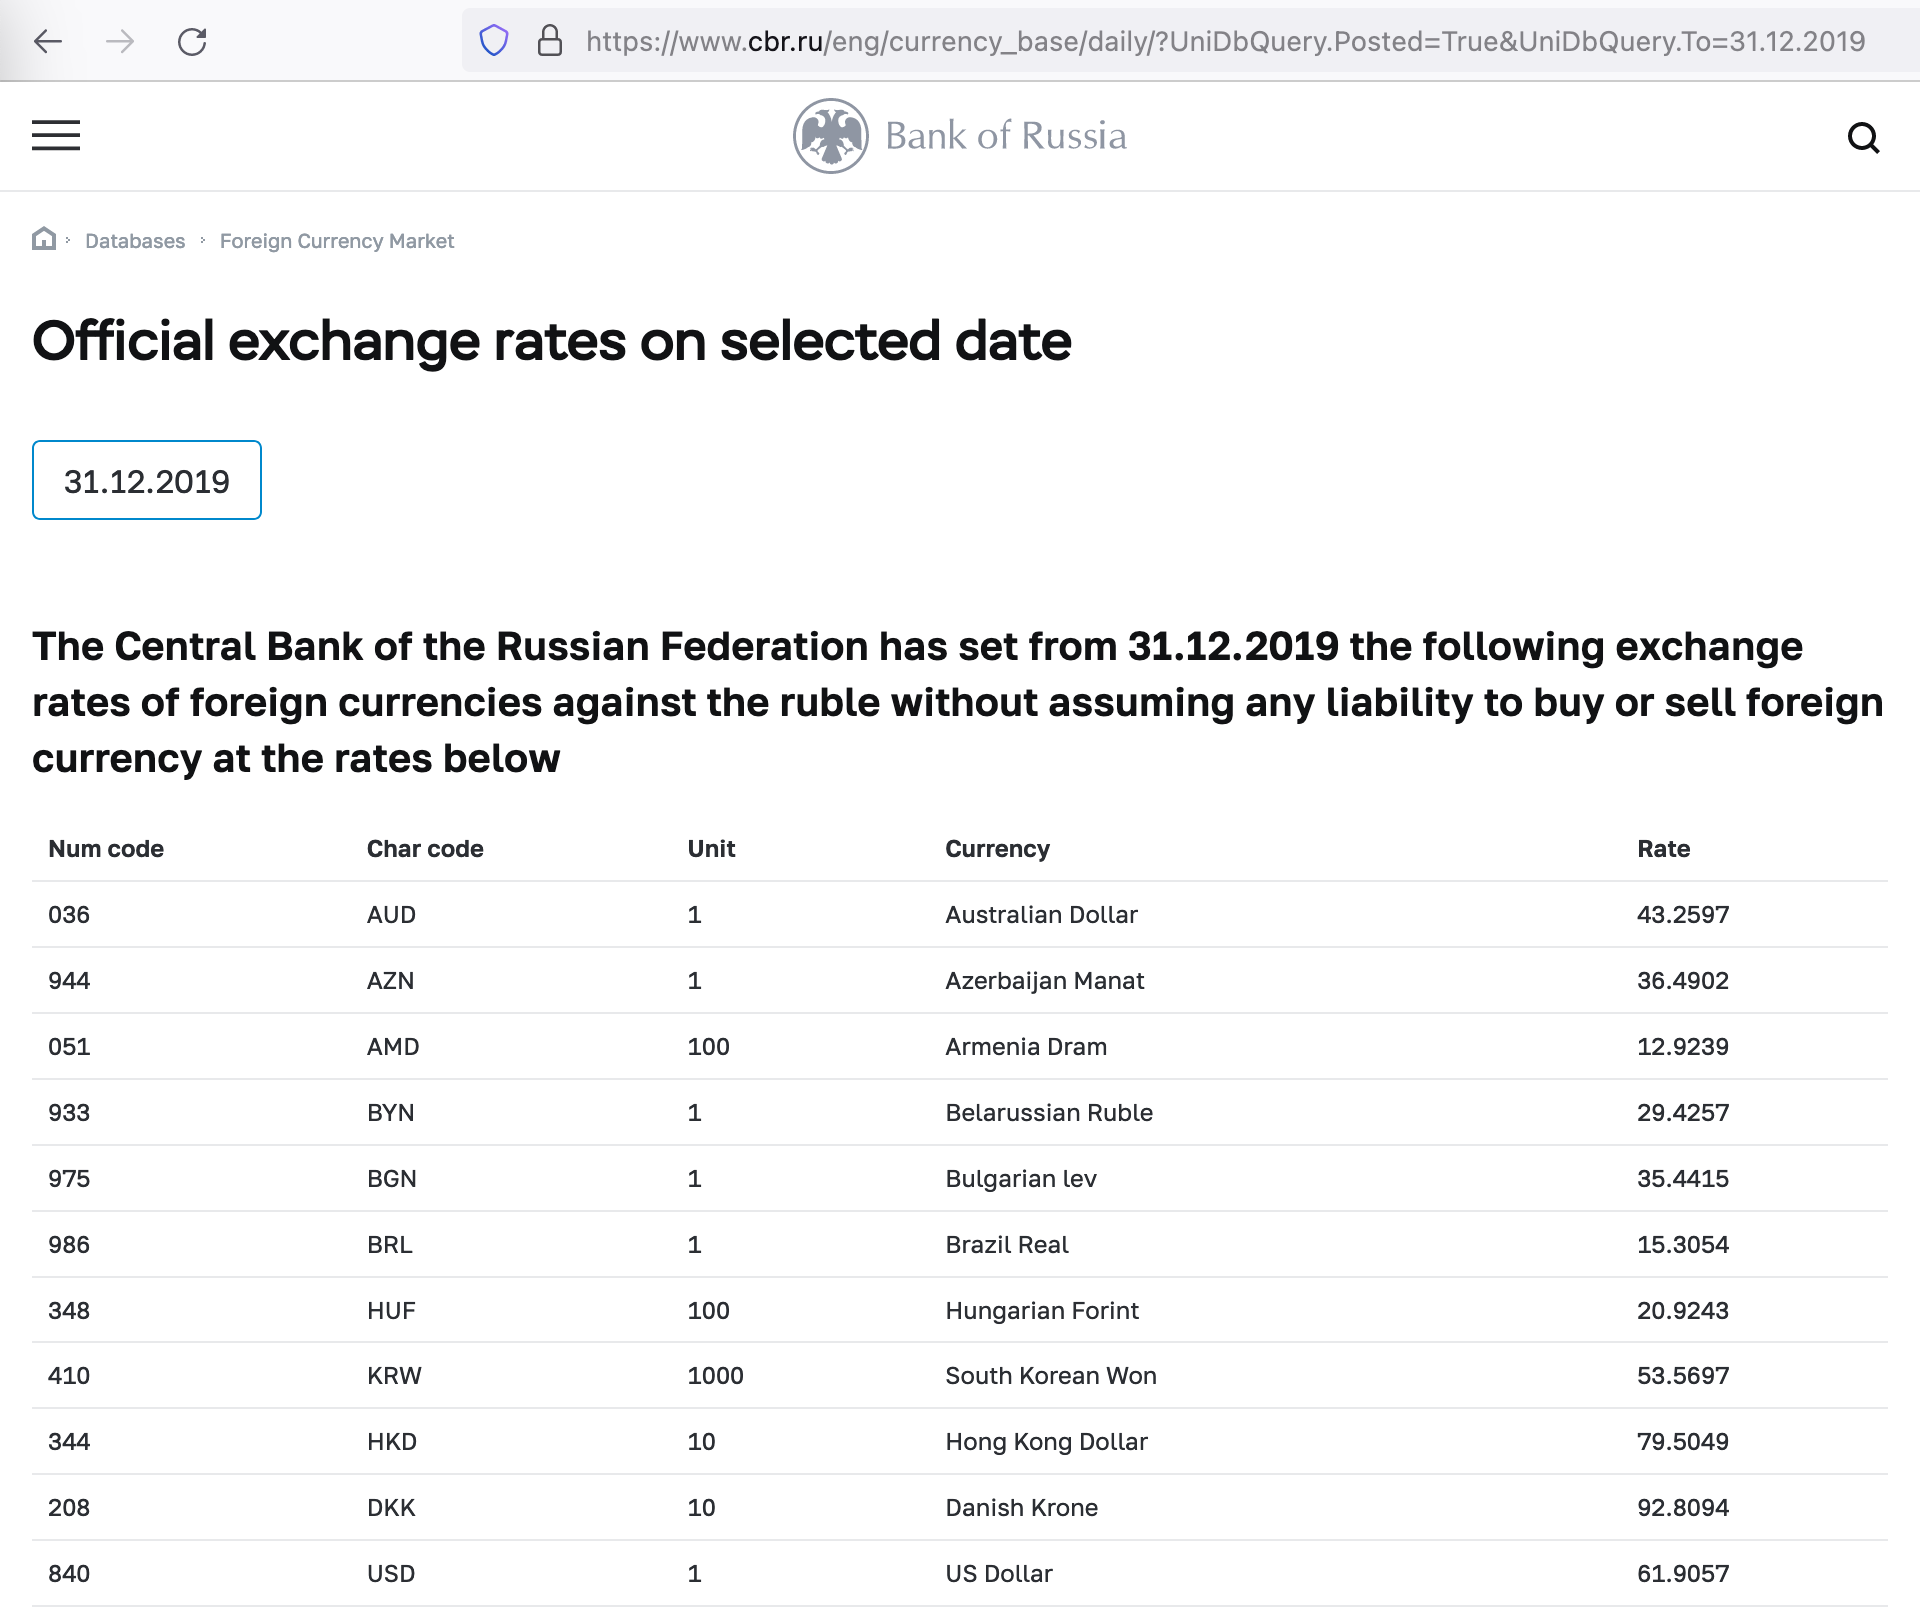 https://www.cbr.ru/eng/currency_base/daily/?UniDbQuery.Posted=True&UniDbQuery.To=31.12.2019
Bank of Russia
Databases Foreign Currency Market
Official exchange rates on selected date
31.12.2019
The Central Bank of the Russian Federation has set from 31.12.2019 the following exchange
rates of foreign currencies against the ruble without assuming any liability to buy or sell foreign
currency at the rates below
Num code Char code Unit Currency Rate
036 AUD 1 Australian Dollar 43.2597
944 AZN 1 Azerbaijan Manat 36.4902
051 AMD 100 Armenia Dram 12.9239
933 BYN 1 Belarussian Ruble 29.4257
975 BGN 1 Bulgarian lev 35.4415
986 BRL 1 Brazil Real 15.3054
348 HUF 100 Hungarian Forint 20.9243
410 KRW 1000 South Korean Won 53.5697
344 HKD 10 Hong Kong Dollar 79.5049
208 DKK 10 Danish Krone 92.8094
840 USD 1 US Dollar 61.9057